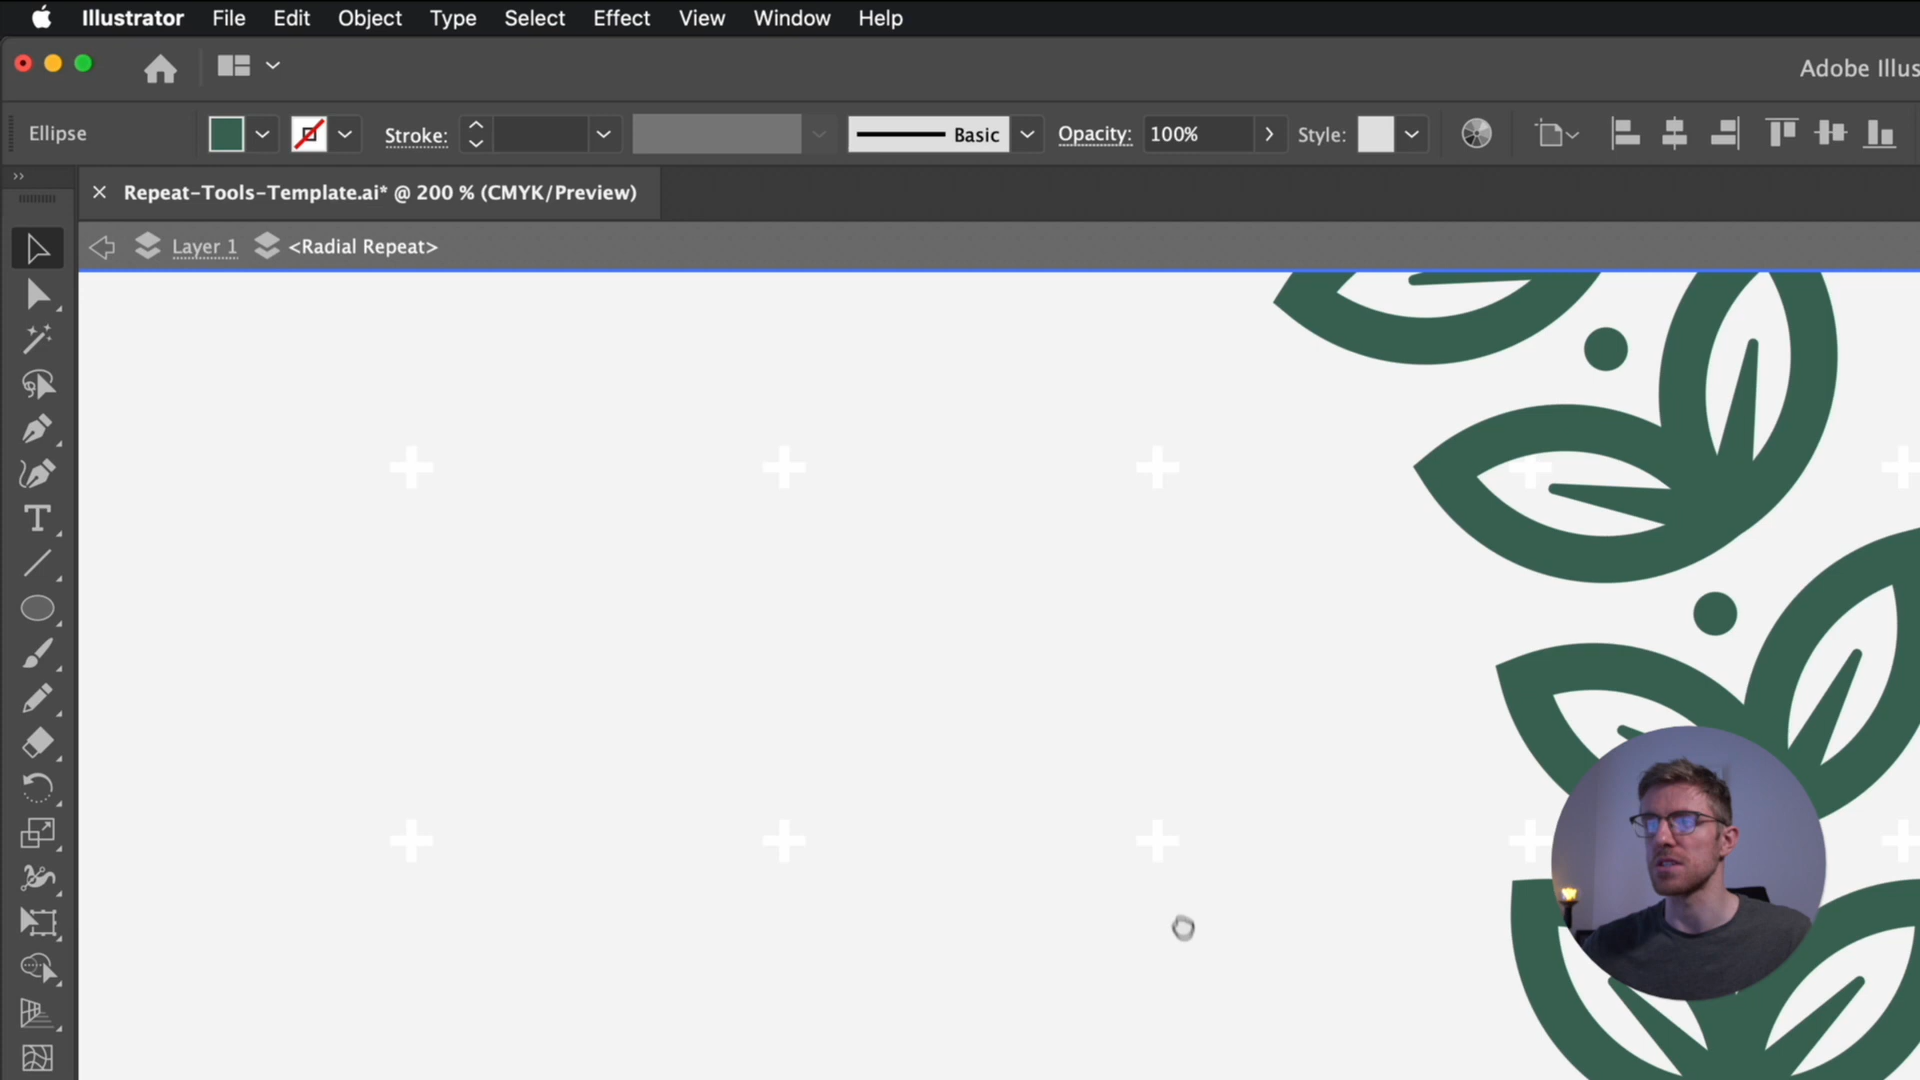 Illustrator File Edit Object Type Select Effect View Window Help
Adobe Illus
Ellipse Stroke: Basic Opacity: 100% Style:
Repeat-Tools-Template.ai* @ 200 % (CMYK/Preview)
Layer 1 <Radial Repeat>